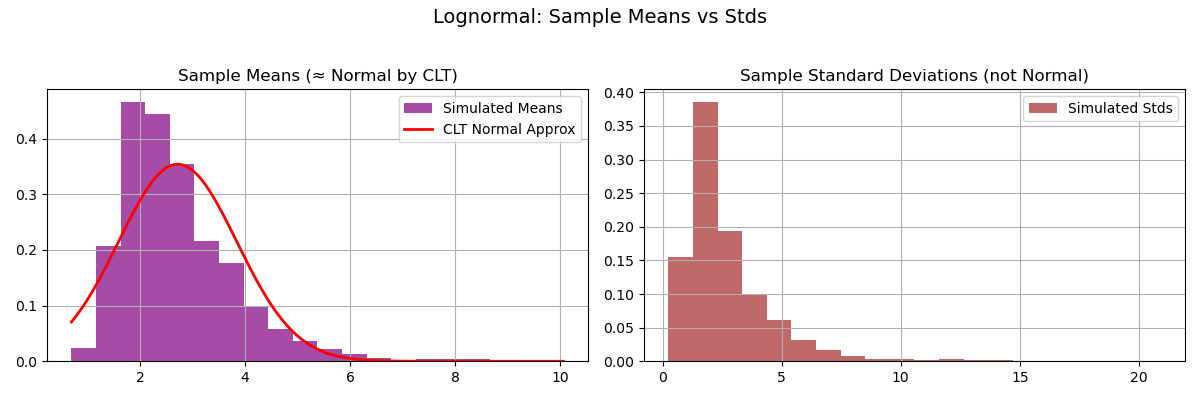 Lognormal: Sample Means vs Stds
Sample Means (≈ Normal by CLT)
Simulated Means
CLT Normal Approx
0.4
0.3
0.2
0.1
0.0
2 4 6 8 10
Sample Standard Deviations (not Normal)
Simulated Stds
0.40
0.35
0.30
0.25
0.20
0.15
0.10
0.05
0.00
0 5 10 15 20